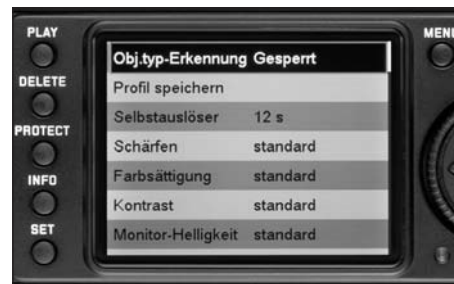 PLAY
DELETE
PROTECT
INFO
SET
Obj.typ-Erkennung Gesperrt
Profil speichern
Selbstauslöser 12 s
Schärfen standard
Farbsättigung standard
Kontrast standard
Monitor-Helligkeit standard
MENU